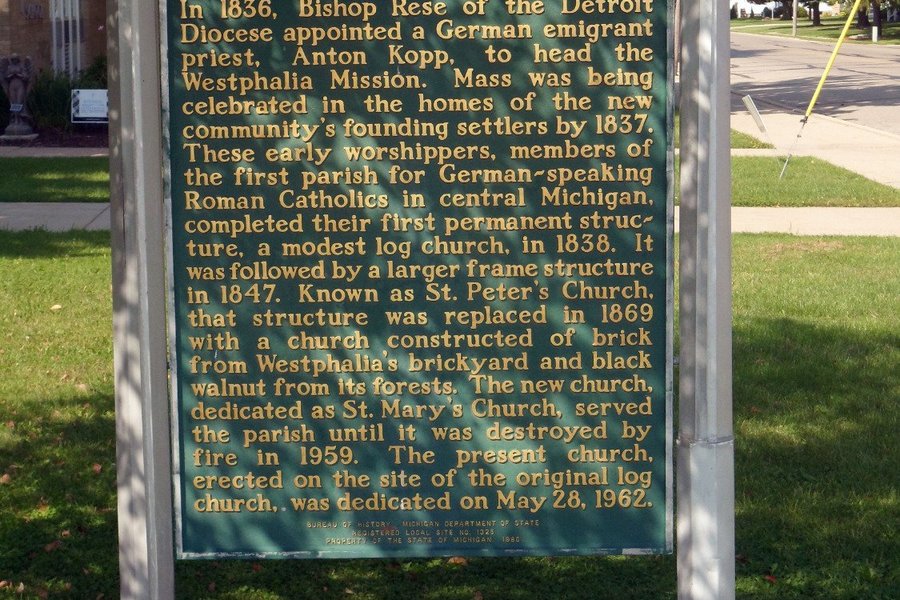 In 1836, Bishop Rese of the Detroit
Diocese appointed a German emigrant
priest, Anton Kopp, to head the
Westphalia Mission. Mass was being
celebrated in the homes of the new
community's founding settlers by 1837.
These early worshippers, members of
the first parish for German-speaking
Roman Catholics in central Michigan,
completed their first permanent struc-
ture, a modest log church, in 1838. It
was followed by a larger frame structure
in 1847. Known as St. Peter's Church,
that structure was replaced in 1869
with a church constructed of brick
from Westphalia's brickyard and black
walnut from its forests. The new church,
dedicated as St. Mary's Church, served
the parish until it was destroyed by
fire in 1959. The present church,
erected on the site of the original log
church, was dedicated on May 28, 1962.
BUREAU OF HISTORY, MICHIGAN DEPARTMENT OF STATE
REGISTERED LOCAL SITE NO. 1325
PROPERTY OF THE STATE OF MICHIGAN,